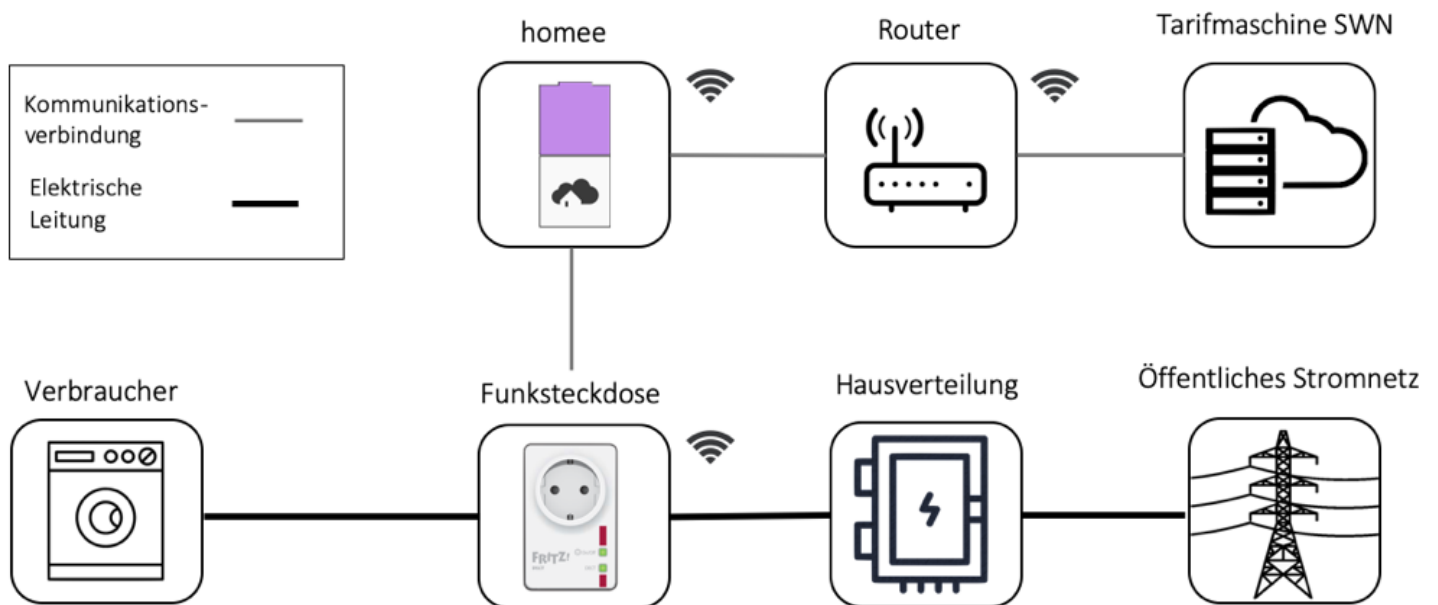 homee
Router
Tarifmaschine SWN
Kommunikations-
verbindung
Elektrische
Leitung
Verbraucher
Funksteckdose
Hausverteilung
Öffentliches Stromnetz
FRITZ!